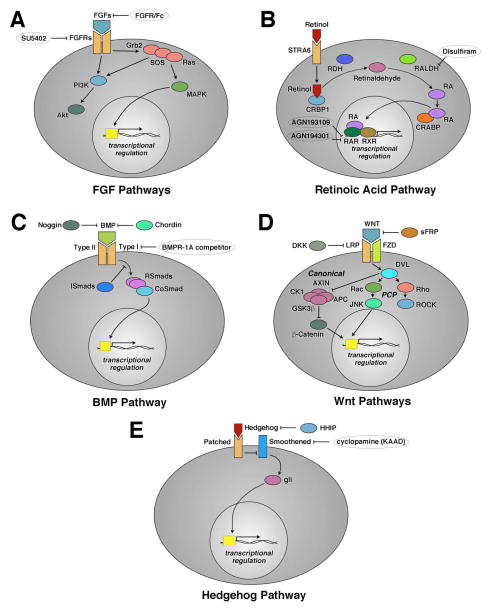 A
FGFs
FGFR/Fc
SU5402
FGFRs
Grb2
SOS
Ras
PI3K
MAPK
Akt
transcriptional
regulation
FGF Pathways
B
Retinol
STRA6
Disulfiram
RDH
Retinaldehyde
RALDH
Retinol
CRBP1
RA
RA
CRABP
AGN193109
AGN194301
RA
RAR
RXR
transcriptional
regulation
Retinoic Acid Pathway
C
Noggin
BMP
Chordin
Type II
Type I
BMPR-1A competitor
RSmads
ISmads
CoSmad
transcriptional
regulation
BMP Pathway
D
WNT
sFRP
DKK
LRP
FZD
DVL
Canonical
AXIN
CK1
APC
GSK3β
Rac
Rho
PCP
JNK
ROCK
β-Catenin
transcriptional
regulation
Wnt Pathways
E
Hedgehog
HHIP
Patched
Smoothened
cyclopamine (KAAD)
gli
transcriptional
regulation
Hedgehog Pathway